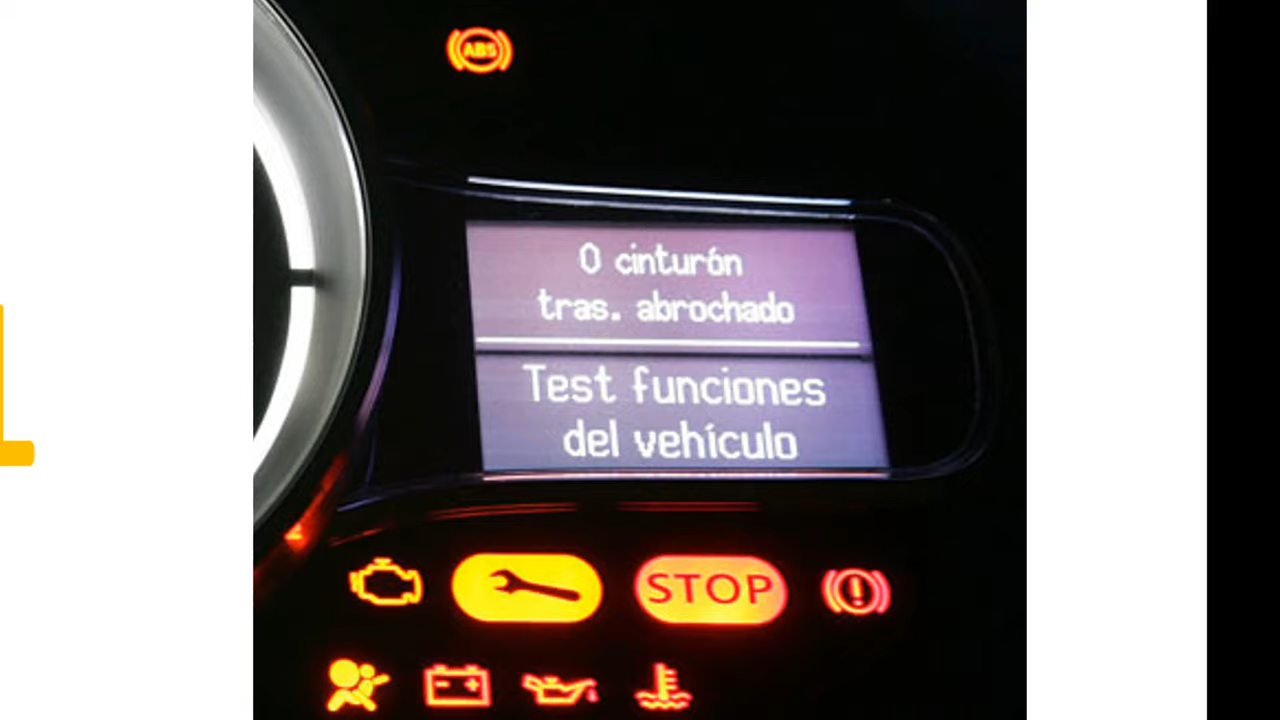 ABS
0 cinturón
tras. abrochado
Test funciones
del vehículo
STOP